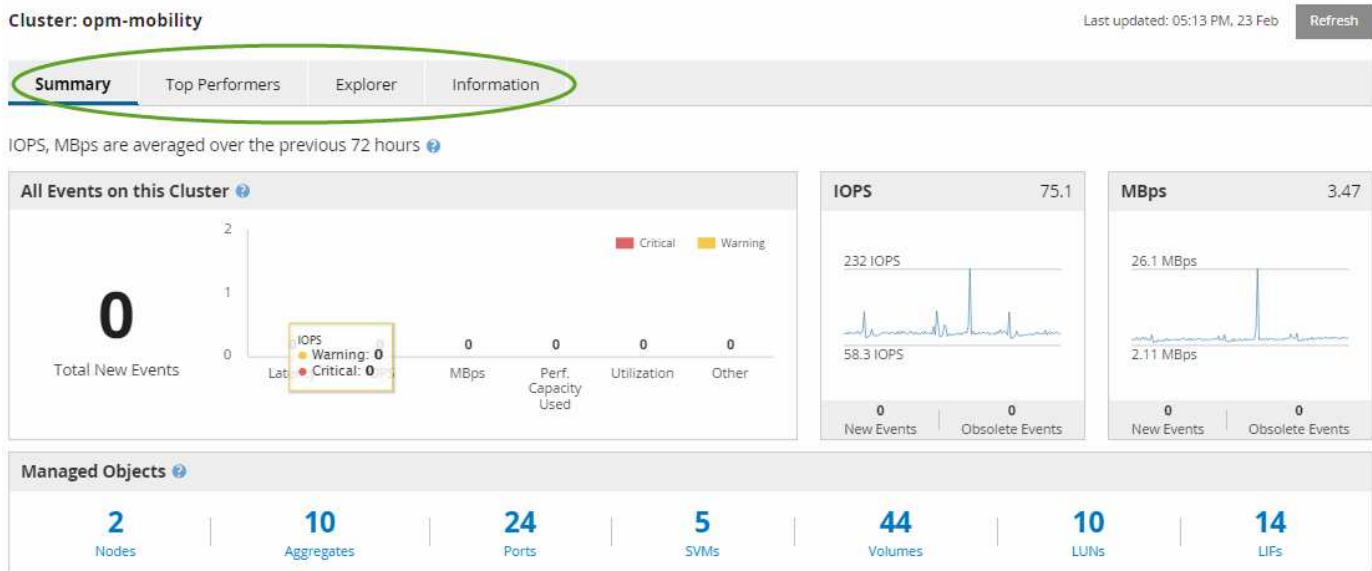 Cluster: opm-mobility
Last updated: 05:13 PM, 23 Feb
Refresh
Summary
Top Performers
Explorer
Information
IOPS, MBps are averaged over the previous 72 hours
All Events on this Cluster
0
Total New Events
2
1
0
Critical
Warning
IOPS
Warning: 0
Critical: 0
0
0
0
0
MBps
Perf.
Capacity
Used
Utilization
Other
IOPS 75.1
232 IOPS
58.3 IOPS
0
New Events
0
Obsolete Events
MBps 3.47
26.1 MBps
2.11 MBps
0
New Events
0
Obsolete Events
Managed Objects
2
Nodes
10
Aggregates
24
Ports
5
SVMs
44
Volumes
10
LUNs
14
LIFs